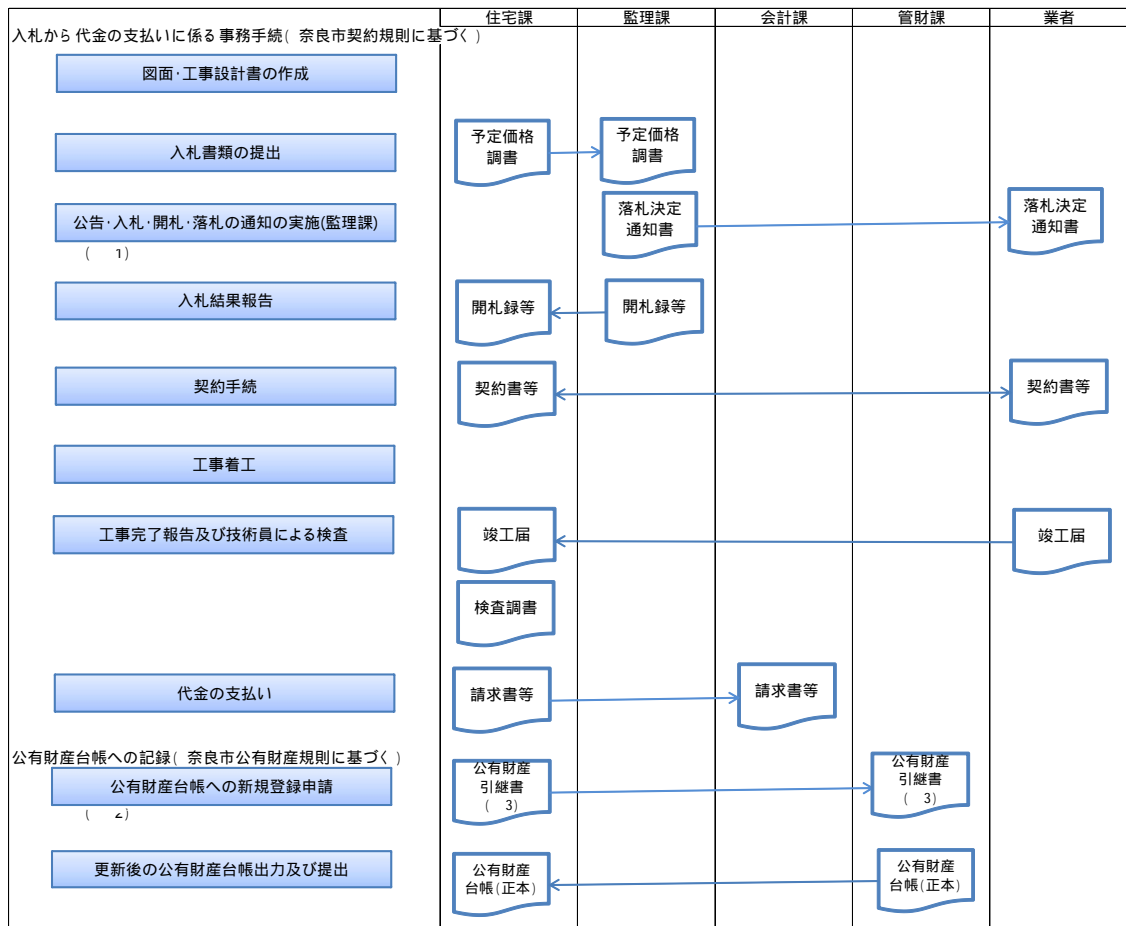 住宅課 監理課 会計課 管財課 業者
入札から代金の支払いに係る事務手続(奈良市契約規則に基づく)
図面・工事設計書の作成
入札書類の提出
予定価格
調書
予定価格
調書
公告・入札・開札・落札の通知の実施(監理課)
( 1)
落札決定
通知書
落札決定
通知書
入札結果報告
開札録等
開札録等
契約手続
契約書等
契約書等
工事着工
工事完了報告及び技術員による検査
竣工届
竣工届
検査調書
代金の支払い
請求書等
請求書等
公有財産台帳への記録(奈良市公有財産規則に基づく)
公有財産台帳への新規登録申請
( 2)
公有財産
引継書
( 3)
公有財産
引継書
( 3)
更新後の公有財産台帳出力及び提出
公有財産
台帳(正本)
公有財産
台帳(正本)